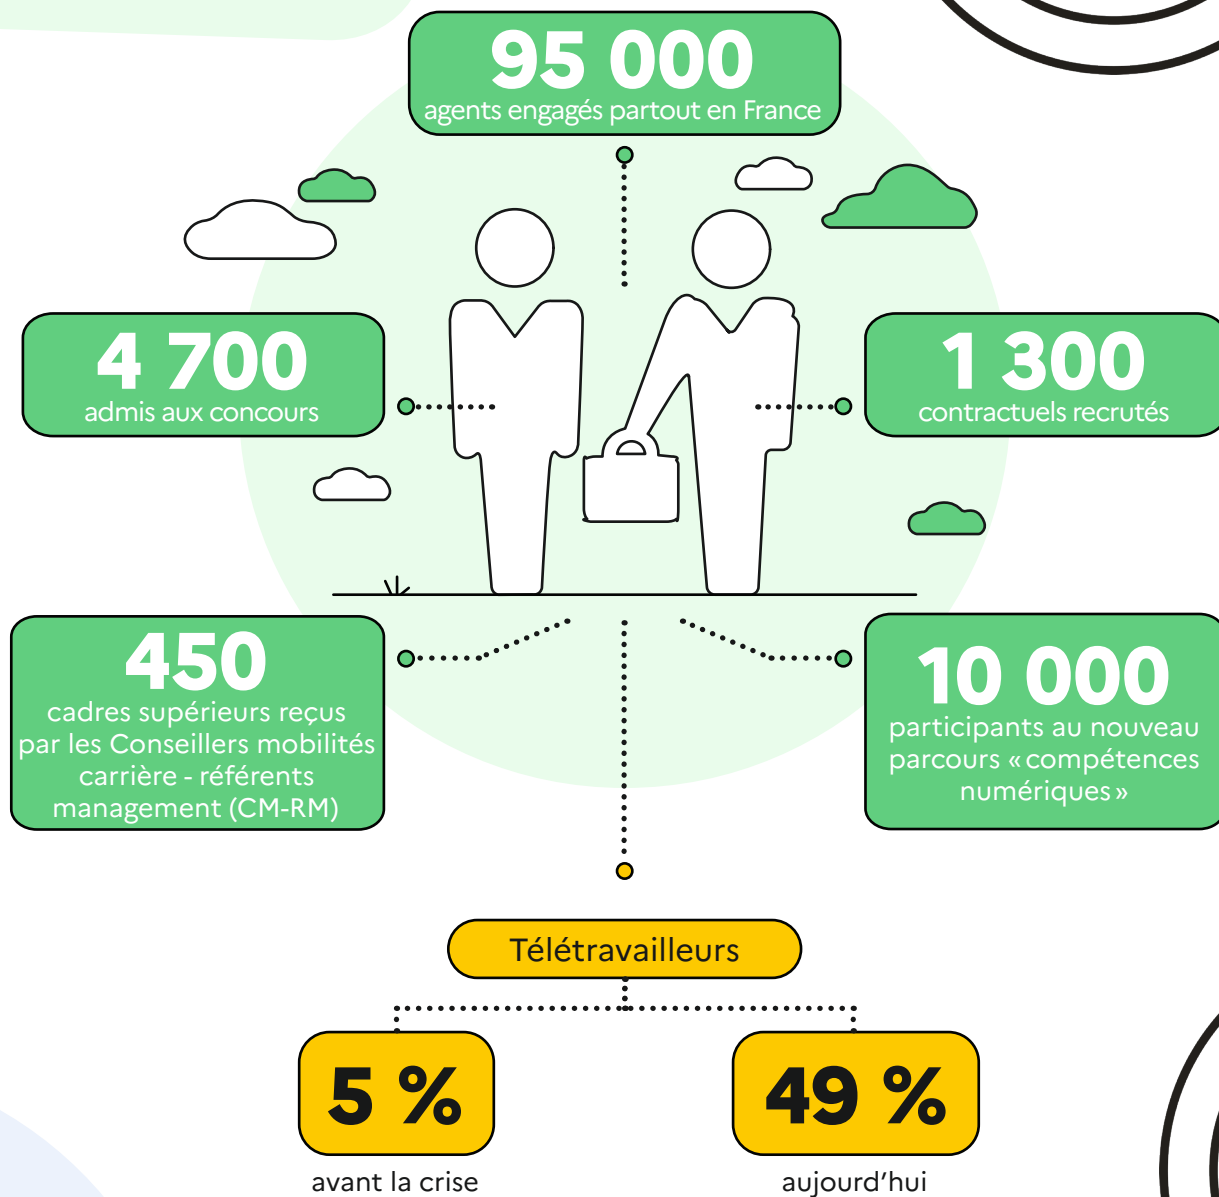 95 000
agents engagés partout en France
4 700
admis aux concours
1 300
contractuels recrutés
450
cadres supérieurs reçus
par les Conseillers mobilités
carrière - référents
management (CM-RM)
10 000
participants au nouveau
parcours « compétences
numériques »
Télétravailleurs
5 %
avant la crise
49 %
aujourd’hui